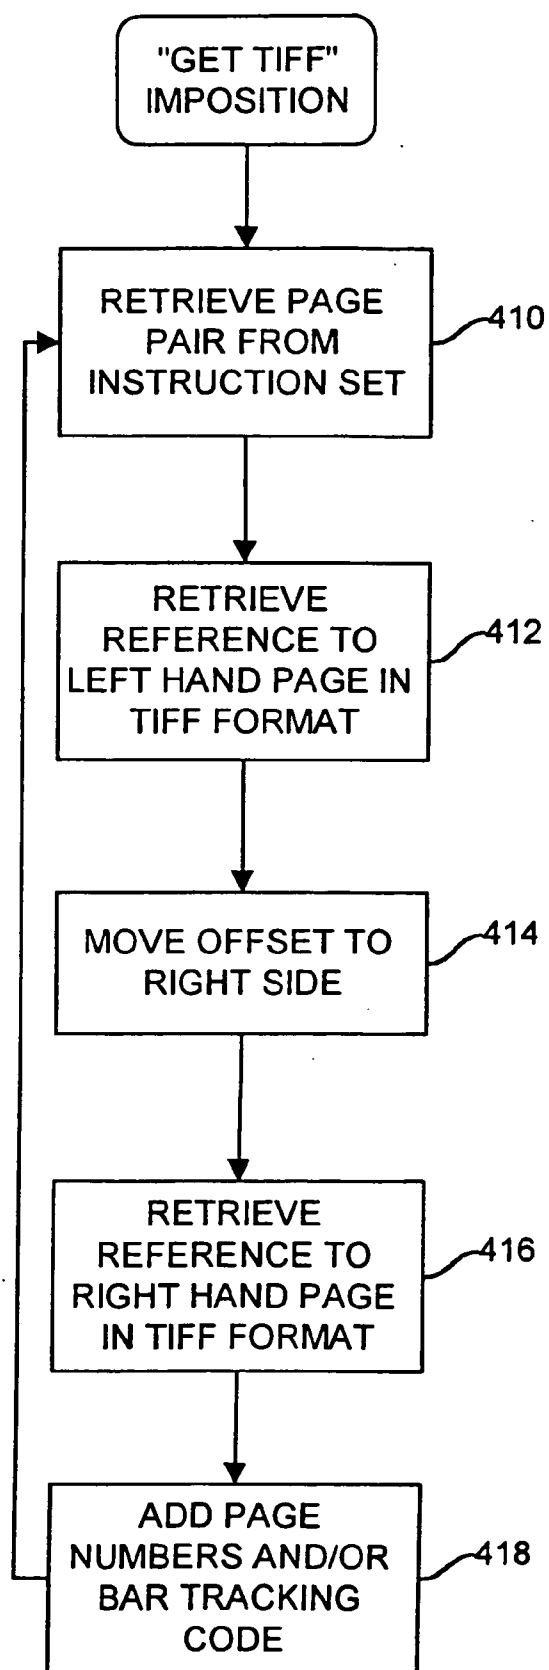 "GET TIFF"
IMPOSITION
RETRIEVE PAGE
PAIR FROM
INSTRUCTION SET
410
RETRIEVE
REFERENCE TO
LEFT HAND PAGE IN
TIFF FORMAT
412
MOVE OFFSET TO
RIGHT SIDE
414
RETRIEVE
REFERENCE TO
RIGHT HAND PAGE
IN TIFF FORMAT
416
ADD PAGE
NUMBERS AND/OR
BAR TRACKING
CODE
418